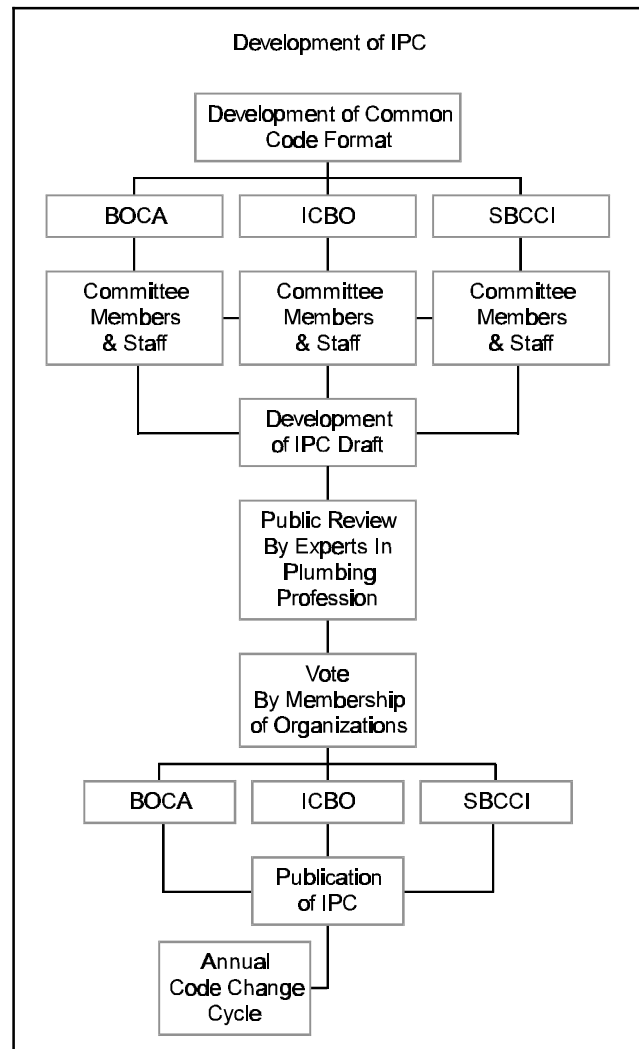 Development of IPC
Development of Common
Code Format
BOCA
ICBO
SBCCI
Committee
Members
& Staff
Committee
Members
& Staff
Committee
Members
& Staff
Development
of IPC Draft
Public Review
By Experts In
Plumbing
Profession
Vote
By Membership
of Organizations
BOCA
ICBO
SBCCI
Publication
of IPC
Annual
Code Change
Cycle